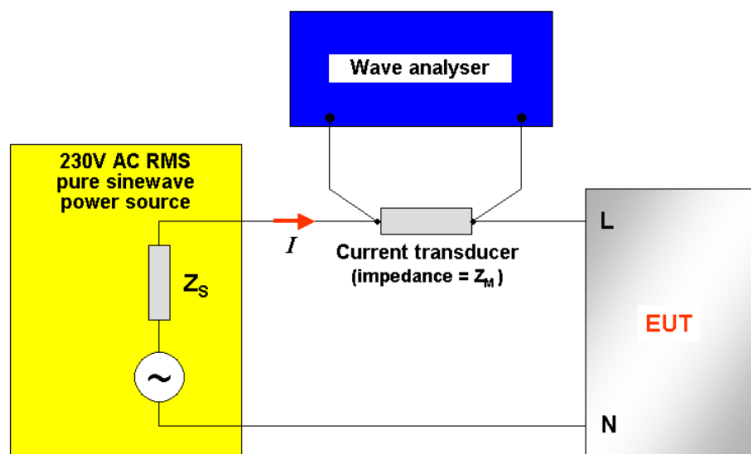 Wave analyser
230V AC RMS
pure sinewave
power source
I
L
Current transducer
(impedance = ZM)
ZS
EUT
~
N